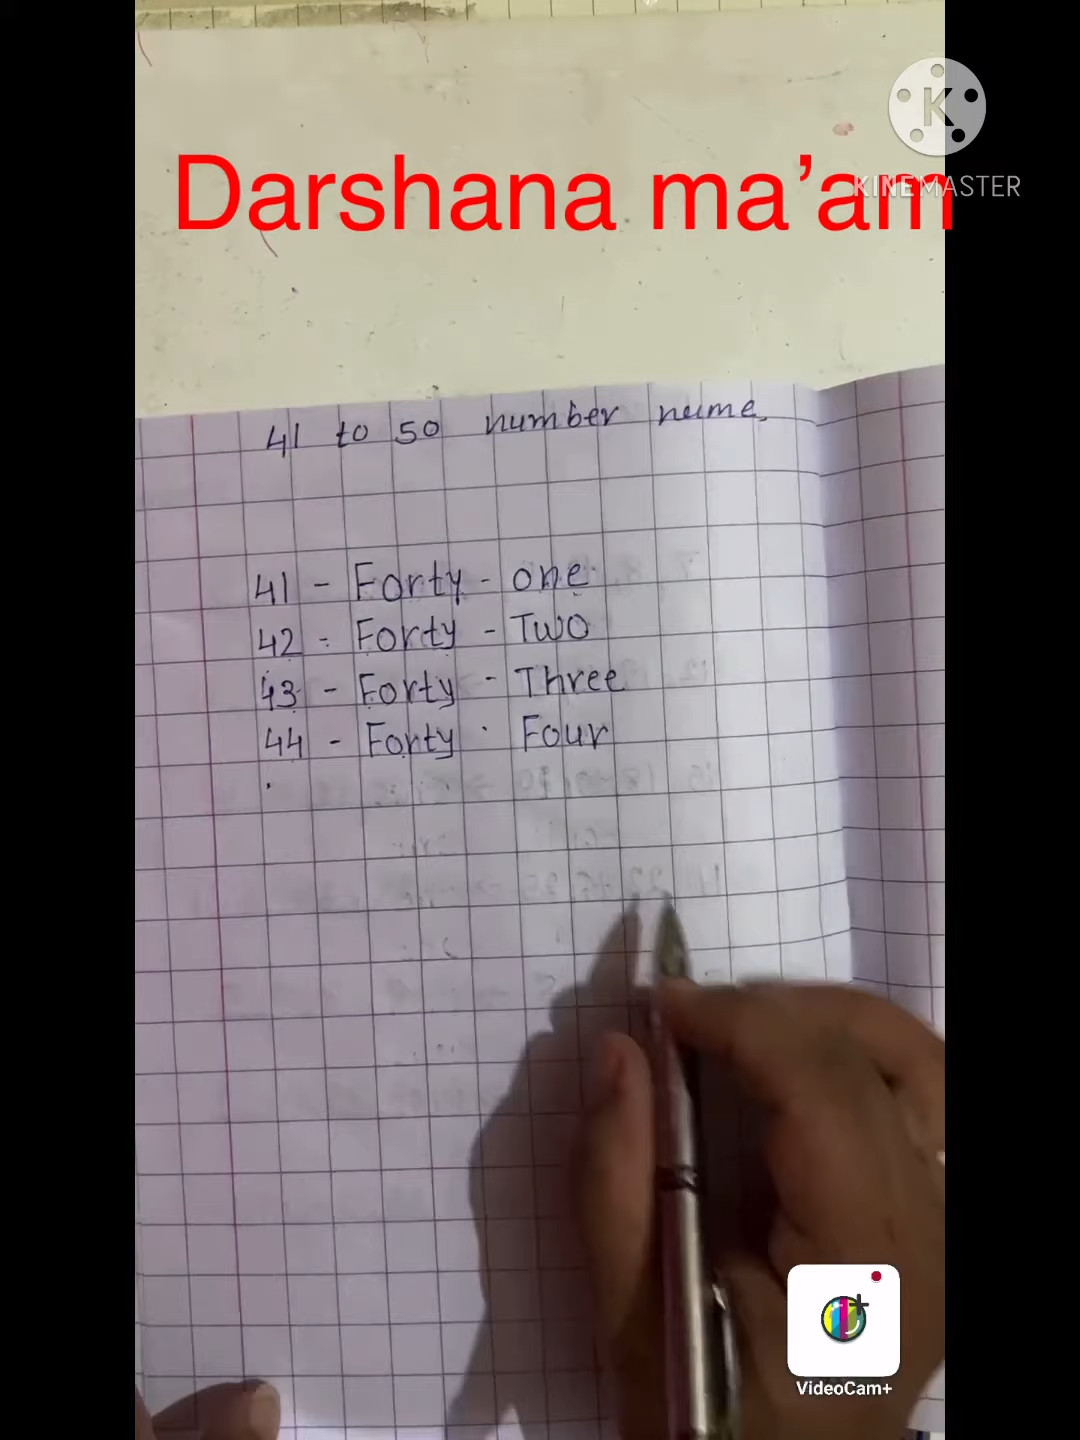 K
KINEMASTER
Darshana ma’am
41 to 50 number nume.
41 - Forty - one
42 - Forty - Two
43 - Forty - Three
44 - Forty - Four
VideoCam+